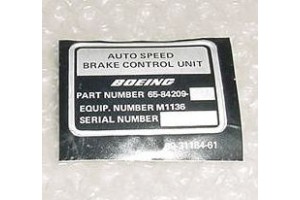 AUTO SPEED
BRAKE CONTROL UNIT
BOEING
PART NUMBER 65-84209-
EQUIP. NUMBER M1136
SERIAL NUMBER